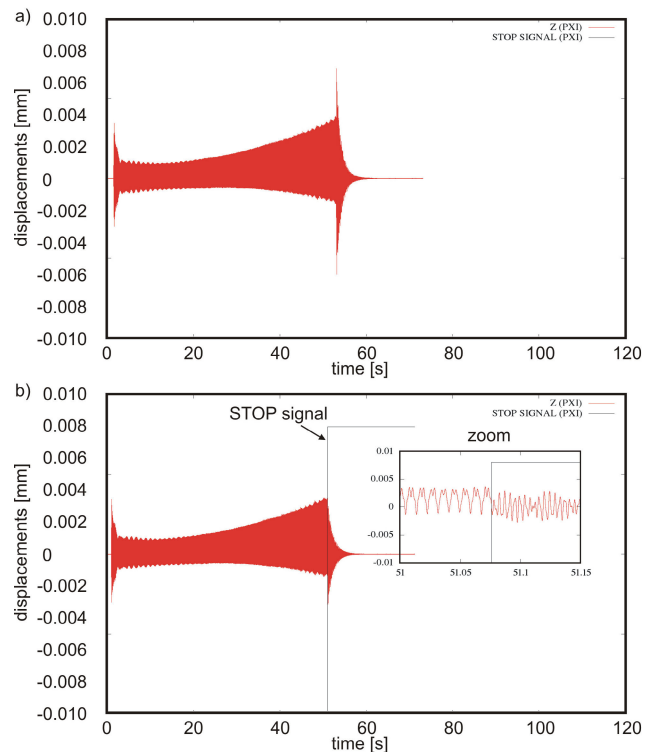 a)
0.010
0.008
0.006
0.004
0.002
0
-0.002
-0.004
-0.006
-0.008
-0.010
displacements [mm]
Z (PXI)
STOP SIGNAL (PXI)
0 20 40 60 80 100 120
time [s]
b)
0.010
0.008
0.006
0.004
0.002
0
-0.002
-0.004
-0.006
-0.008
-0.010
displacements [mm]
STOP signal
Z (PXI)
STOP SIGNAL (PXI)
zoom
0.01
0.005
0
-0.005
-0.01
51 51.05 51.1 51.15
0 20 40 60 80 100 120
time [s]